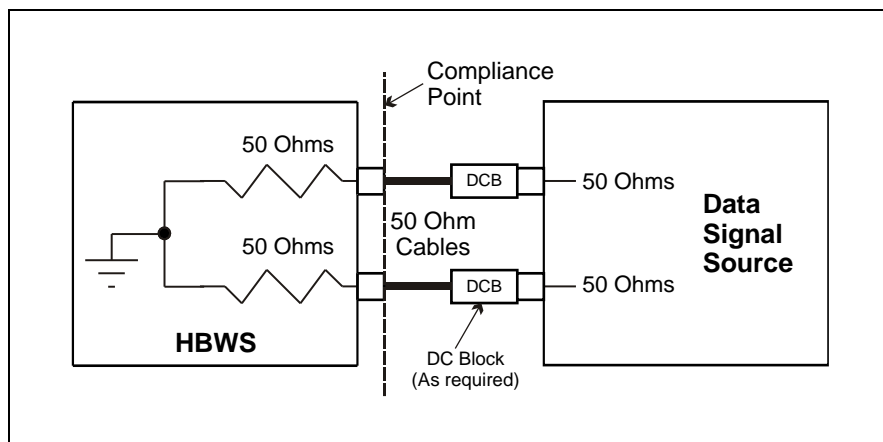 Compliance
Point
50 Ohms
DCB
50 Ohms
50 Ohm
Cables
Data
Signal
Source
50 Ohms
DCB
50 Ohms
HBWS
DC Block
(As required)